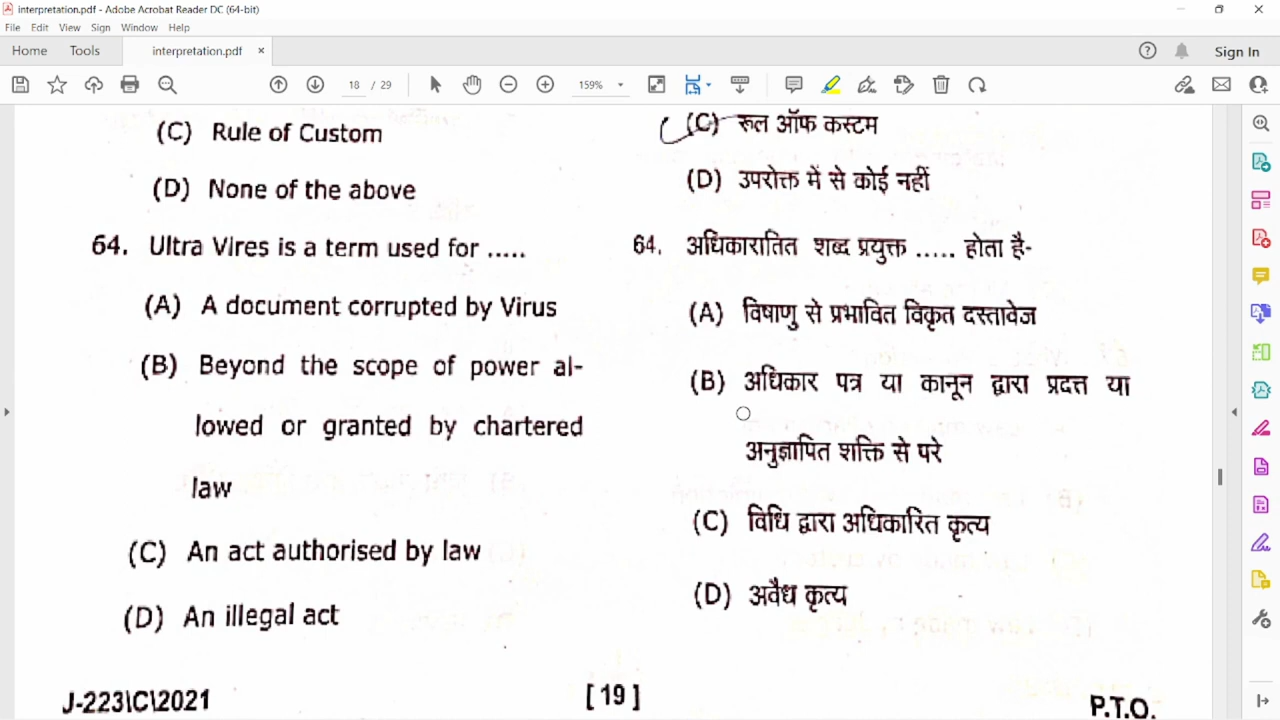 interpretation.pdf - Adobe Acrobat Reader DC (64-bit)
File Edit View Sign Window Help
Home Tools interpretation.pdf × Sign In
18 / 29 159%
(C) Rule of Custom
(D) None of the above
64. Ultra Vires is a term used for .....
(A) A document corrupted by Virus
(B) Beyond the scope of power al-
lowed or granted by chartered
law
(C) An act authorised by law
(D) An illegal act
(C) रूल ऑफ कस्टम
(D) उपरोक्त में से कोई नहीं
64. अधिकारातित शब्द प्रयुक्त ..... होता है-
(A) विषाणु से प्रभावित विकृत दस्तावेज
(B) अधिकार पत्र या कानून द्वारा प्रदत्त या
अनुज्ञापित शक्ति से परे
(C) विधि द्वारा अधिकारित कृत्य
(D) अवैध कृत्य
J-223\C\2021 [ 19 ] P.T.O.